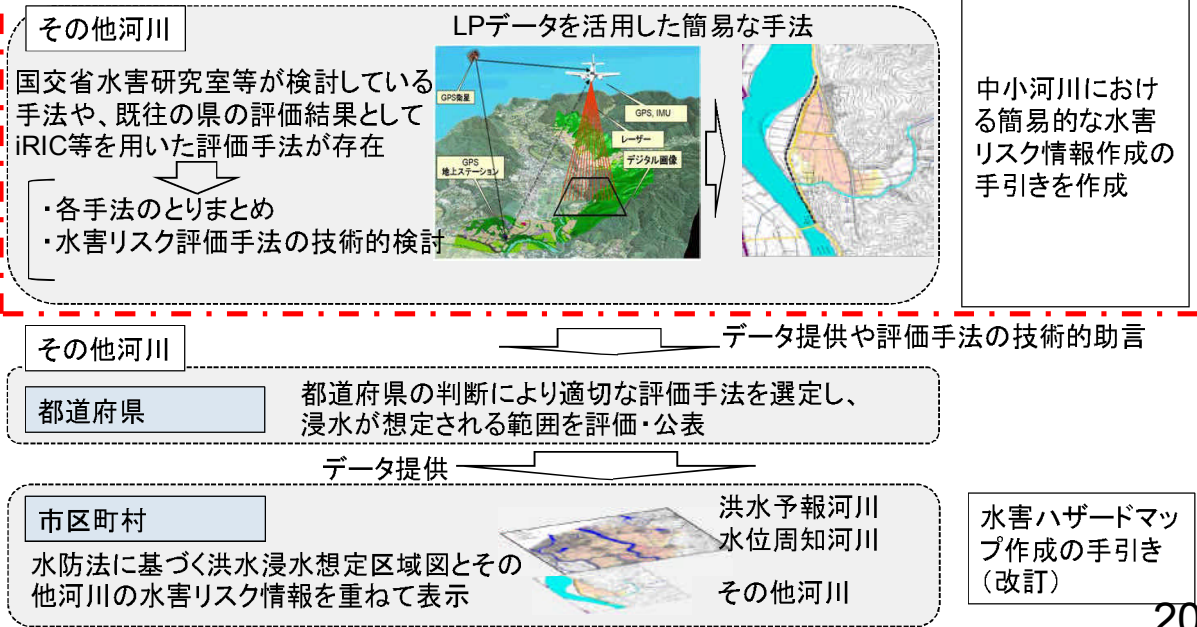 その他河川
LPデータを活用した簡易な手法
国交省水害研究室等が検討している
手法や、既往の県の評価結果として
iRIC等を用いた評価手法が存在
・各手法のとりまとめ
・水害リスク評価手法の技術的検討
GPS衛星
GPS, IMU
レーザー
デジタル画像
GPS
地上ステーション
中小河川におけ
る簡易的な水害
リスク情報作成の
手引きを作成
データ提供や評価手法の技術的助言
その他河川
都道府県
都道府県の判断により適切な評価手法を選定し、
浸水が想定される範囲を評価・公表
データ提供
市区町村
水防法に基づく洪水浸水想定区域図とその
他河川の水害リスク情報を重ねて表示
洪水予報河川
水位周知河川
その他河川
水害ハザードマッ
プ作成の手引き
（改訂）
20